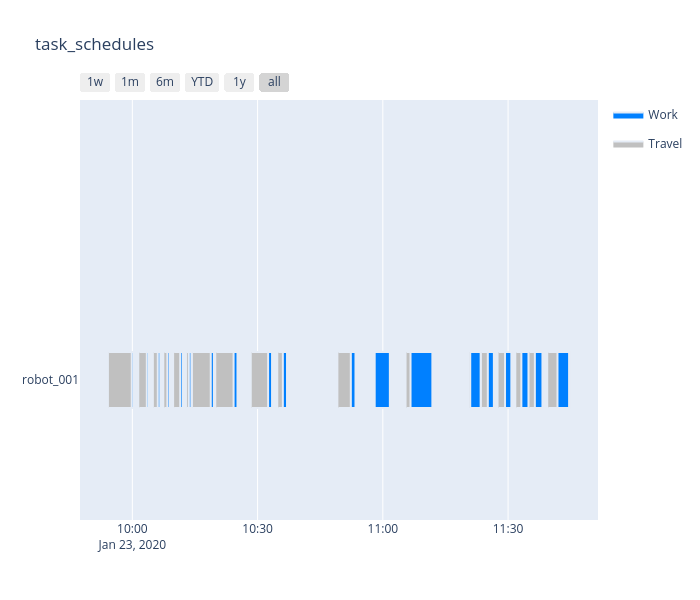 task_schedules
1w 1m 6m YTD 1y all
Work
Travel
robot_001
10:00 10:30 11:00 11:30
Jan 23, 2020